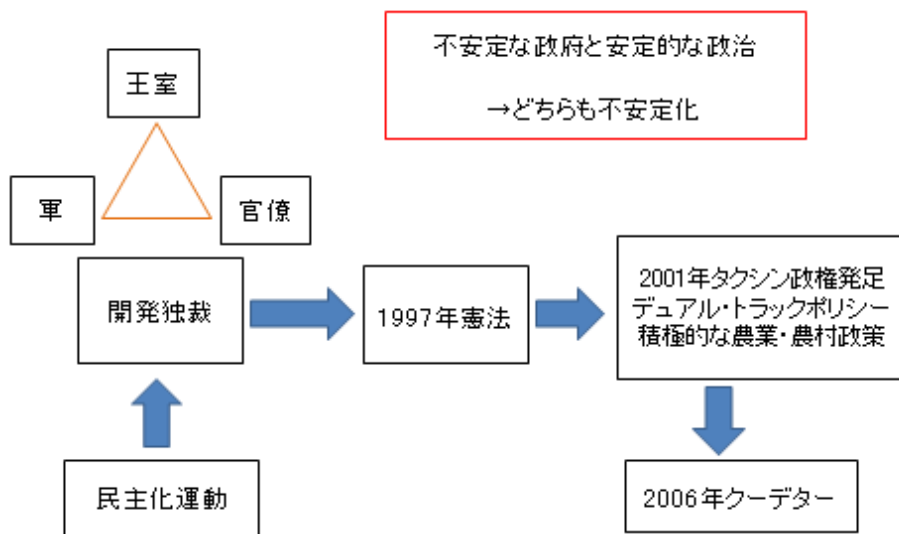 不安定な政府と安定的な政治
→どちらも不安定化
王室
軍
官僚
開発独裁
1997年憲法
2001年タクシン政権発足
デュアル・トラックポリシー
積極的な農業・農村政策
民主化運動
2006年クーデター